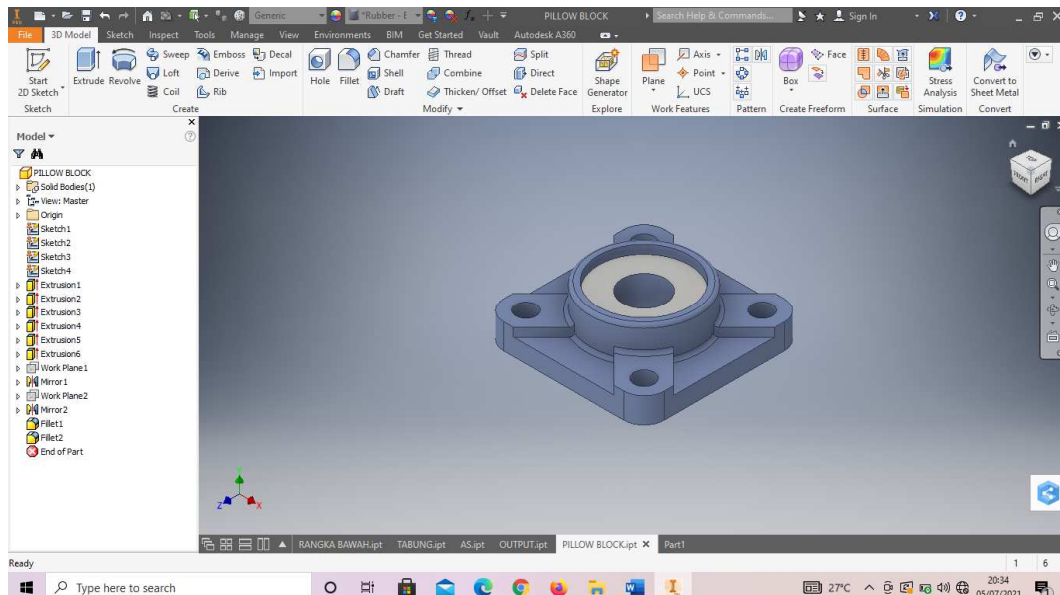 Generic
*Rubber - E
PILLOW BLOCK
Search Help & Commands...
Sign In
File 3D Model Sketch Inspect Tools Manage View Environments BIM Get Started Vault Autodesk A360
Start 2D Sketch
Extrude
Revolve
Sweep
Loft
Coil
Emboss
Derive
Rib
Decal
Import
Hole
Fillet
Chamfer
Shell
Draft
Thread
Combine
Thicken/ Offset
Split
Direct
Delete Face
Shape Generator
Plane
Axis
Point
UCS
Box
Face
Stress Analysis
Convert to Sheet Metal
Sketch
Create
Modify
Explore
Work Features
Pattern
Create Freeform
Surface
Simulation
Convert
Model
PILLOW BLOCK
Solid Bodies(1)
View: Master
Origin
Sketch1
Sketch2
Sketch3
Sketch4
Extrusion1
Extrusion2
Extrusion3
Extrusion4
Extrusion5
Extrusion6
Work Plane1
Mirror1
Work Plane2
Mirror2
Fillet1
Fillet2
End of Part
FRONT RIGHT
Z X
RANGKA BAWAH.ipt TABUNG.ipt AS.ipt OUTPUT.ipt PILLOW BLOCK.ipt Part1
Ready
1 6
Type here to search
27°C
20:34
05/07/2021